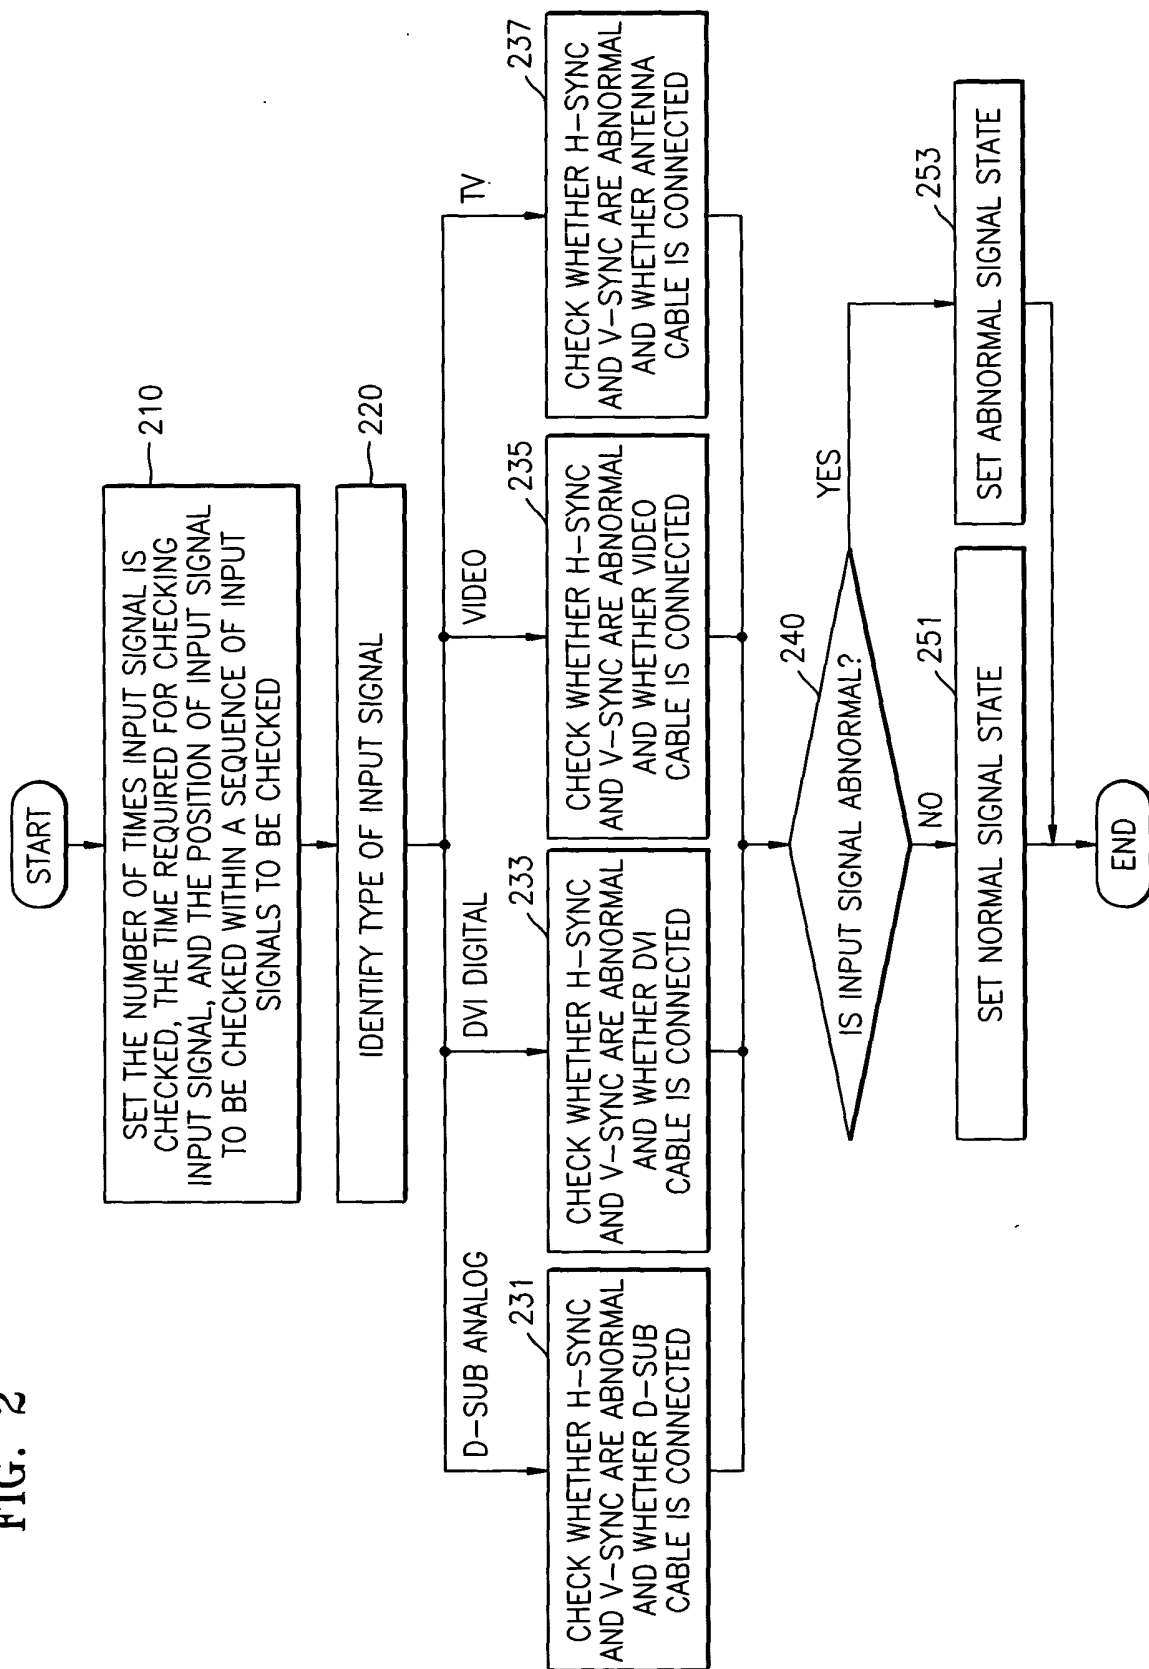 FIG. 2
START
210
SET THE NUMBER OF TIMES INPUT SIGNAL IS
CHECKED, THE TIME REQUIRED FOR CHECKING
INPUT SIGNAL, AND THE POSITION OF INPUT SIGNAL
TO BE CHECKED WITHIN A SEQUENCE OF INPUT
SIGNALS TO BE CHECKED
220
IDENTIFY TYPE OF INPUT SIGNAL
D-SUB ANALOG
231
CHECK WHETHER H-SYNC
AND V-SYNC ARE ABNORMAL
AND WHETHER D-SUB
CABLE IS CONNECTED
DVI DIGITAL
233
CHECK WHETHER H-SYNC
AND V-SYNC ARE ABNORMAL
AND WHETHER DVI
CABLE IS CONNECTED
VIDEO
235
CHECK WHETHER H-SYNC
AND V-SYNC ARE ABNORMAL
AND WHETHER VIDEO
CABLE IS CONNECTED
TV
237
CHECK WHETHER H-SYNC
AND V-SYNC ARE ABNORMAL
AND WHETHER ANTENNA
CABLE IS CONNECTED
240
IS INPUT SIGNAL ABNORMAL?
YES
NO
251
SET NORMAL SIGNAL STATE
253
SET ABNORMAL SIGNAL STATE
END